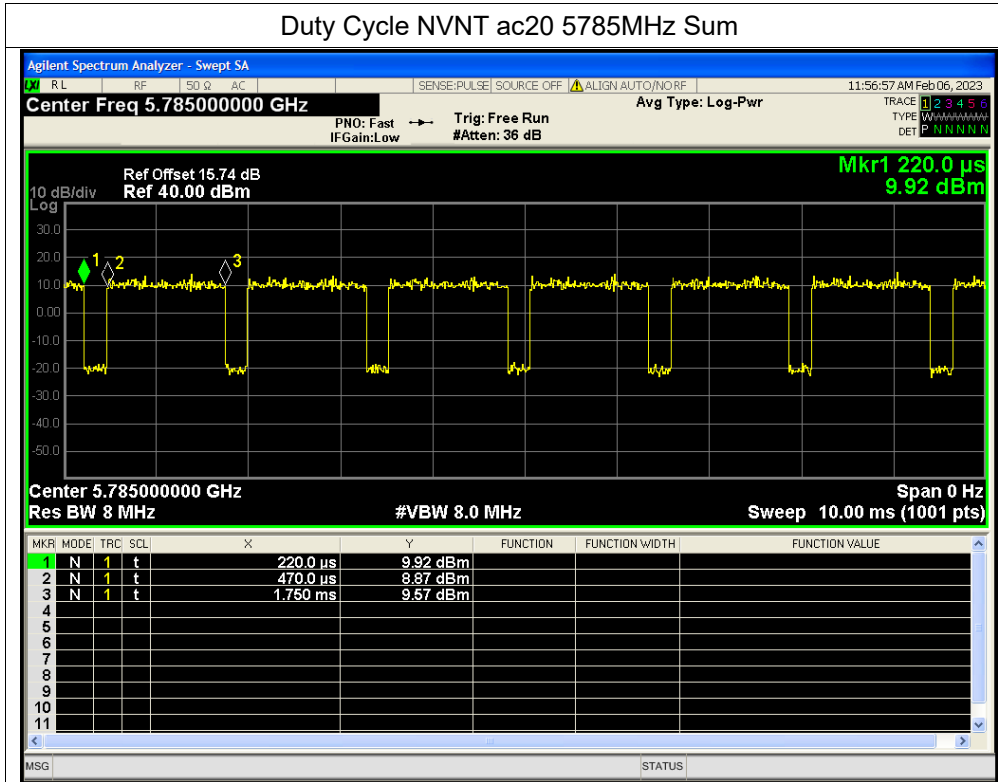 Duty Cycle NVNT ac20 5785MHz Sum
Agilent Spectrum Analyzer - Swept SA
LXI RL RF 50 Ω AC SENSE:PULSE SOURCE OFF ALIGN AUTO/NO RF 11:56:57 AM Feb 06, 2023
Center Freq 5.785000000 GHz Avg Type: Log-Pwr TRACE 1 2 3 4 5 6
PNO: Fast Trig: Free Run TYPE W
IFGain:Low #Atten: 36 dB DET P N N N N N
Mkr1 220.0 µs
Ref Offset 15.74 dB 9.92 dBm
10 dB/div Ref 40.00 dBm
Log
30.0
20.0 1 2 3
10.0
0.00
-10.0
-20.0
-30.0
-40.0
-50.0
Center 5.785000000 GHz Span 0 Hz
Res BW 8 MHz #VBW 8.0 MHz Sweep 10.00 ms (1001 pts)
MKR MODE TRC SCL X Y FUNCTION FUNCTION WIDTH FUNCTION VALUE
1 N 1 t 220.0 µs 9.92 dBm
2 N 1 t 470.0 µs 8.87 dBm
3 N 1 t 1.750 ms 9.57 dBm
4
5
6
7
8
9
10
11
MSG STATUS